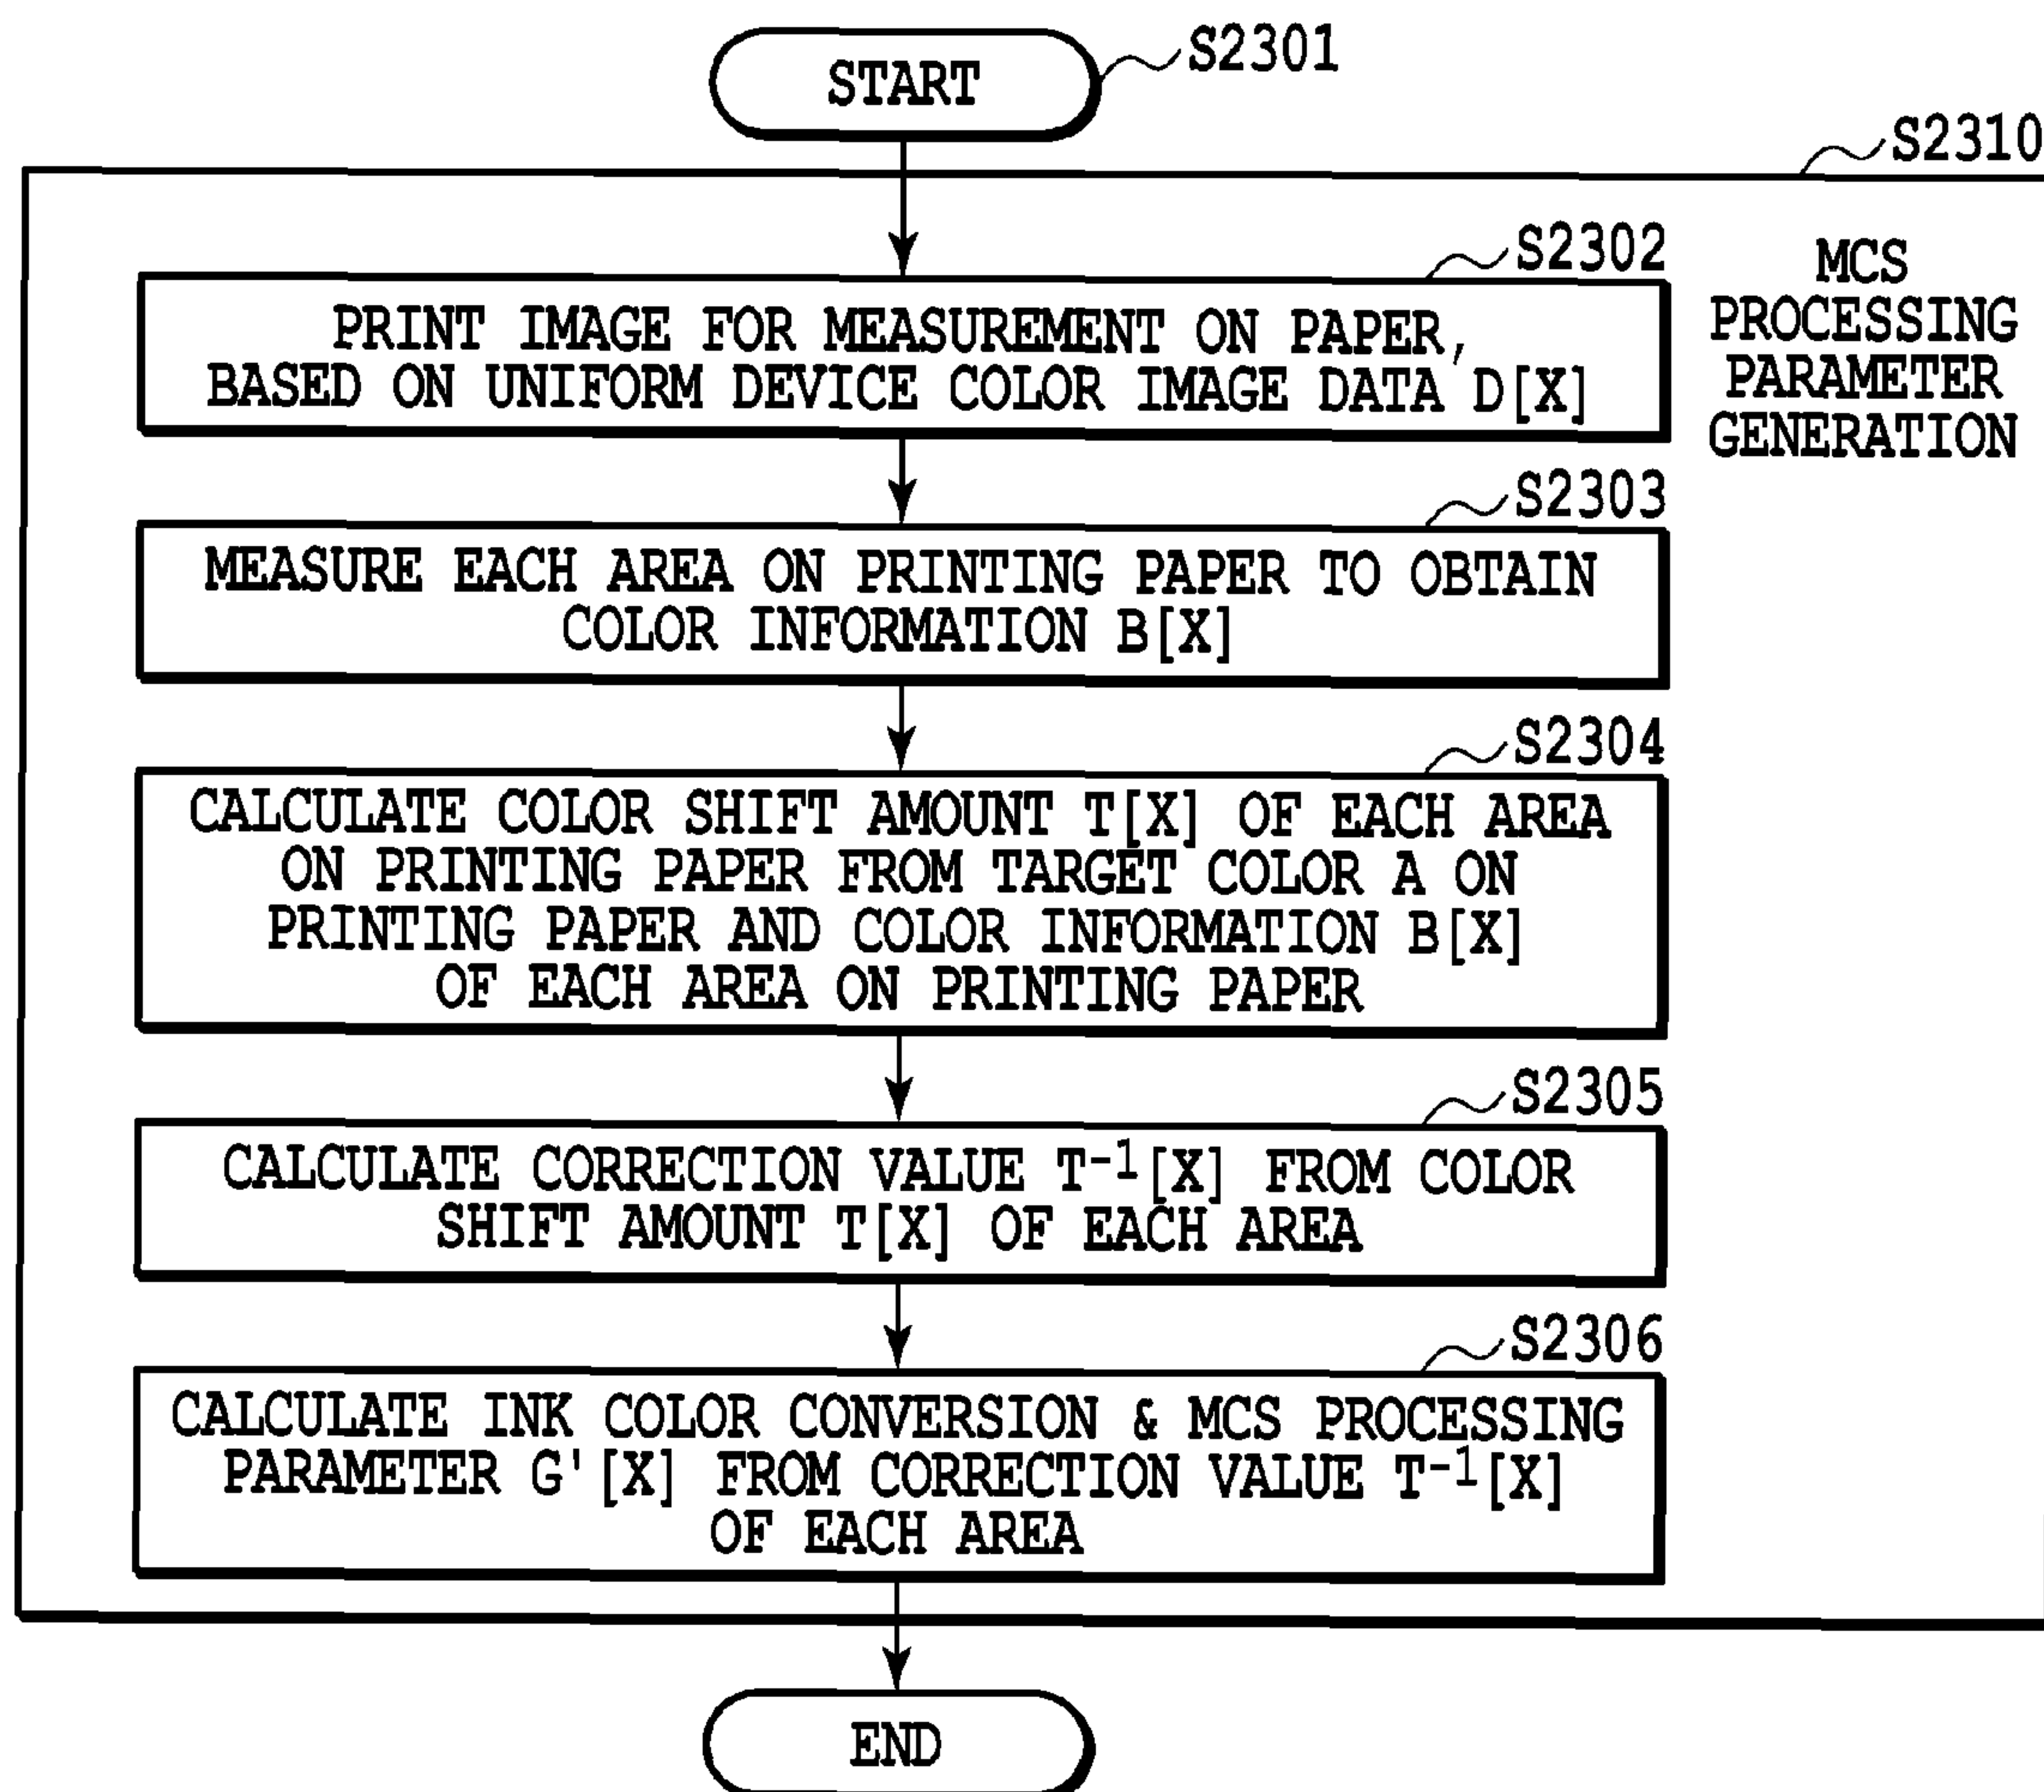 START
S2301
S2310
MCS
PROCESSING
PARAMETER
GENERATION
S2302
PRINT IMAGE FOR MEASUREMENT ON PAPER,
BASED ON UNIFORM DEVICE COLOR IMAGE DATA D[X]
S2303
MEASURE EACH AREA ON PRINTING PAPER TO OBTAIN
COLOR INFORMATION B[X]
S2304
CALCULATE COLOR SHIFT AMOUNT T[X] OF EACH AREA
ON PRINTING PAPER FROM TARGET COLOR A ON
PRINTING PAPER AND COLOR INFORMATION B[X]
OF EACH AREA ON PRINTING PAPER
S2305
CALCULATE CORRECTION VALUE T⁻¹[X] FROM COLOR
SHIFT AMOUNT T[X] OF EACH AREA
S2306
CALCULATE INK COLOR CONVERSION & MCS PROCESSING
PARAMETER G'[X] FROM CORRECTION VALUE T⁻¹[X]
OF EACH AREA
END